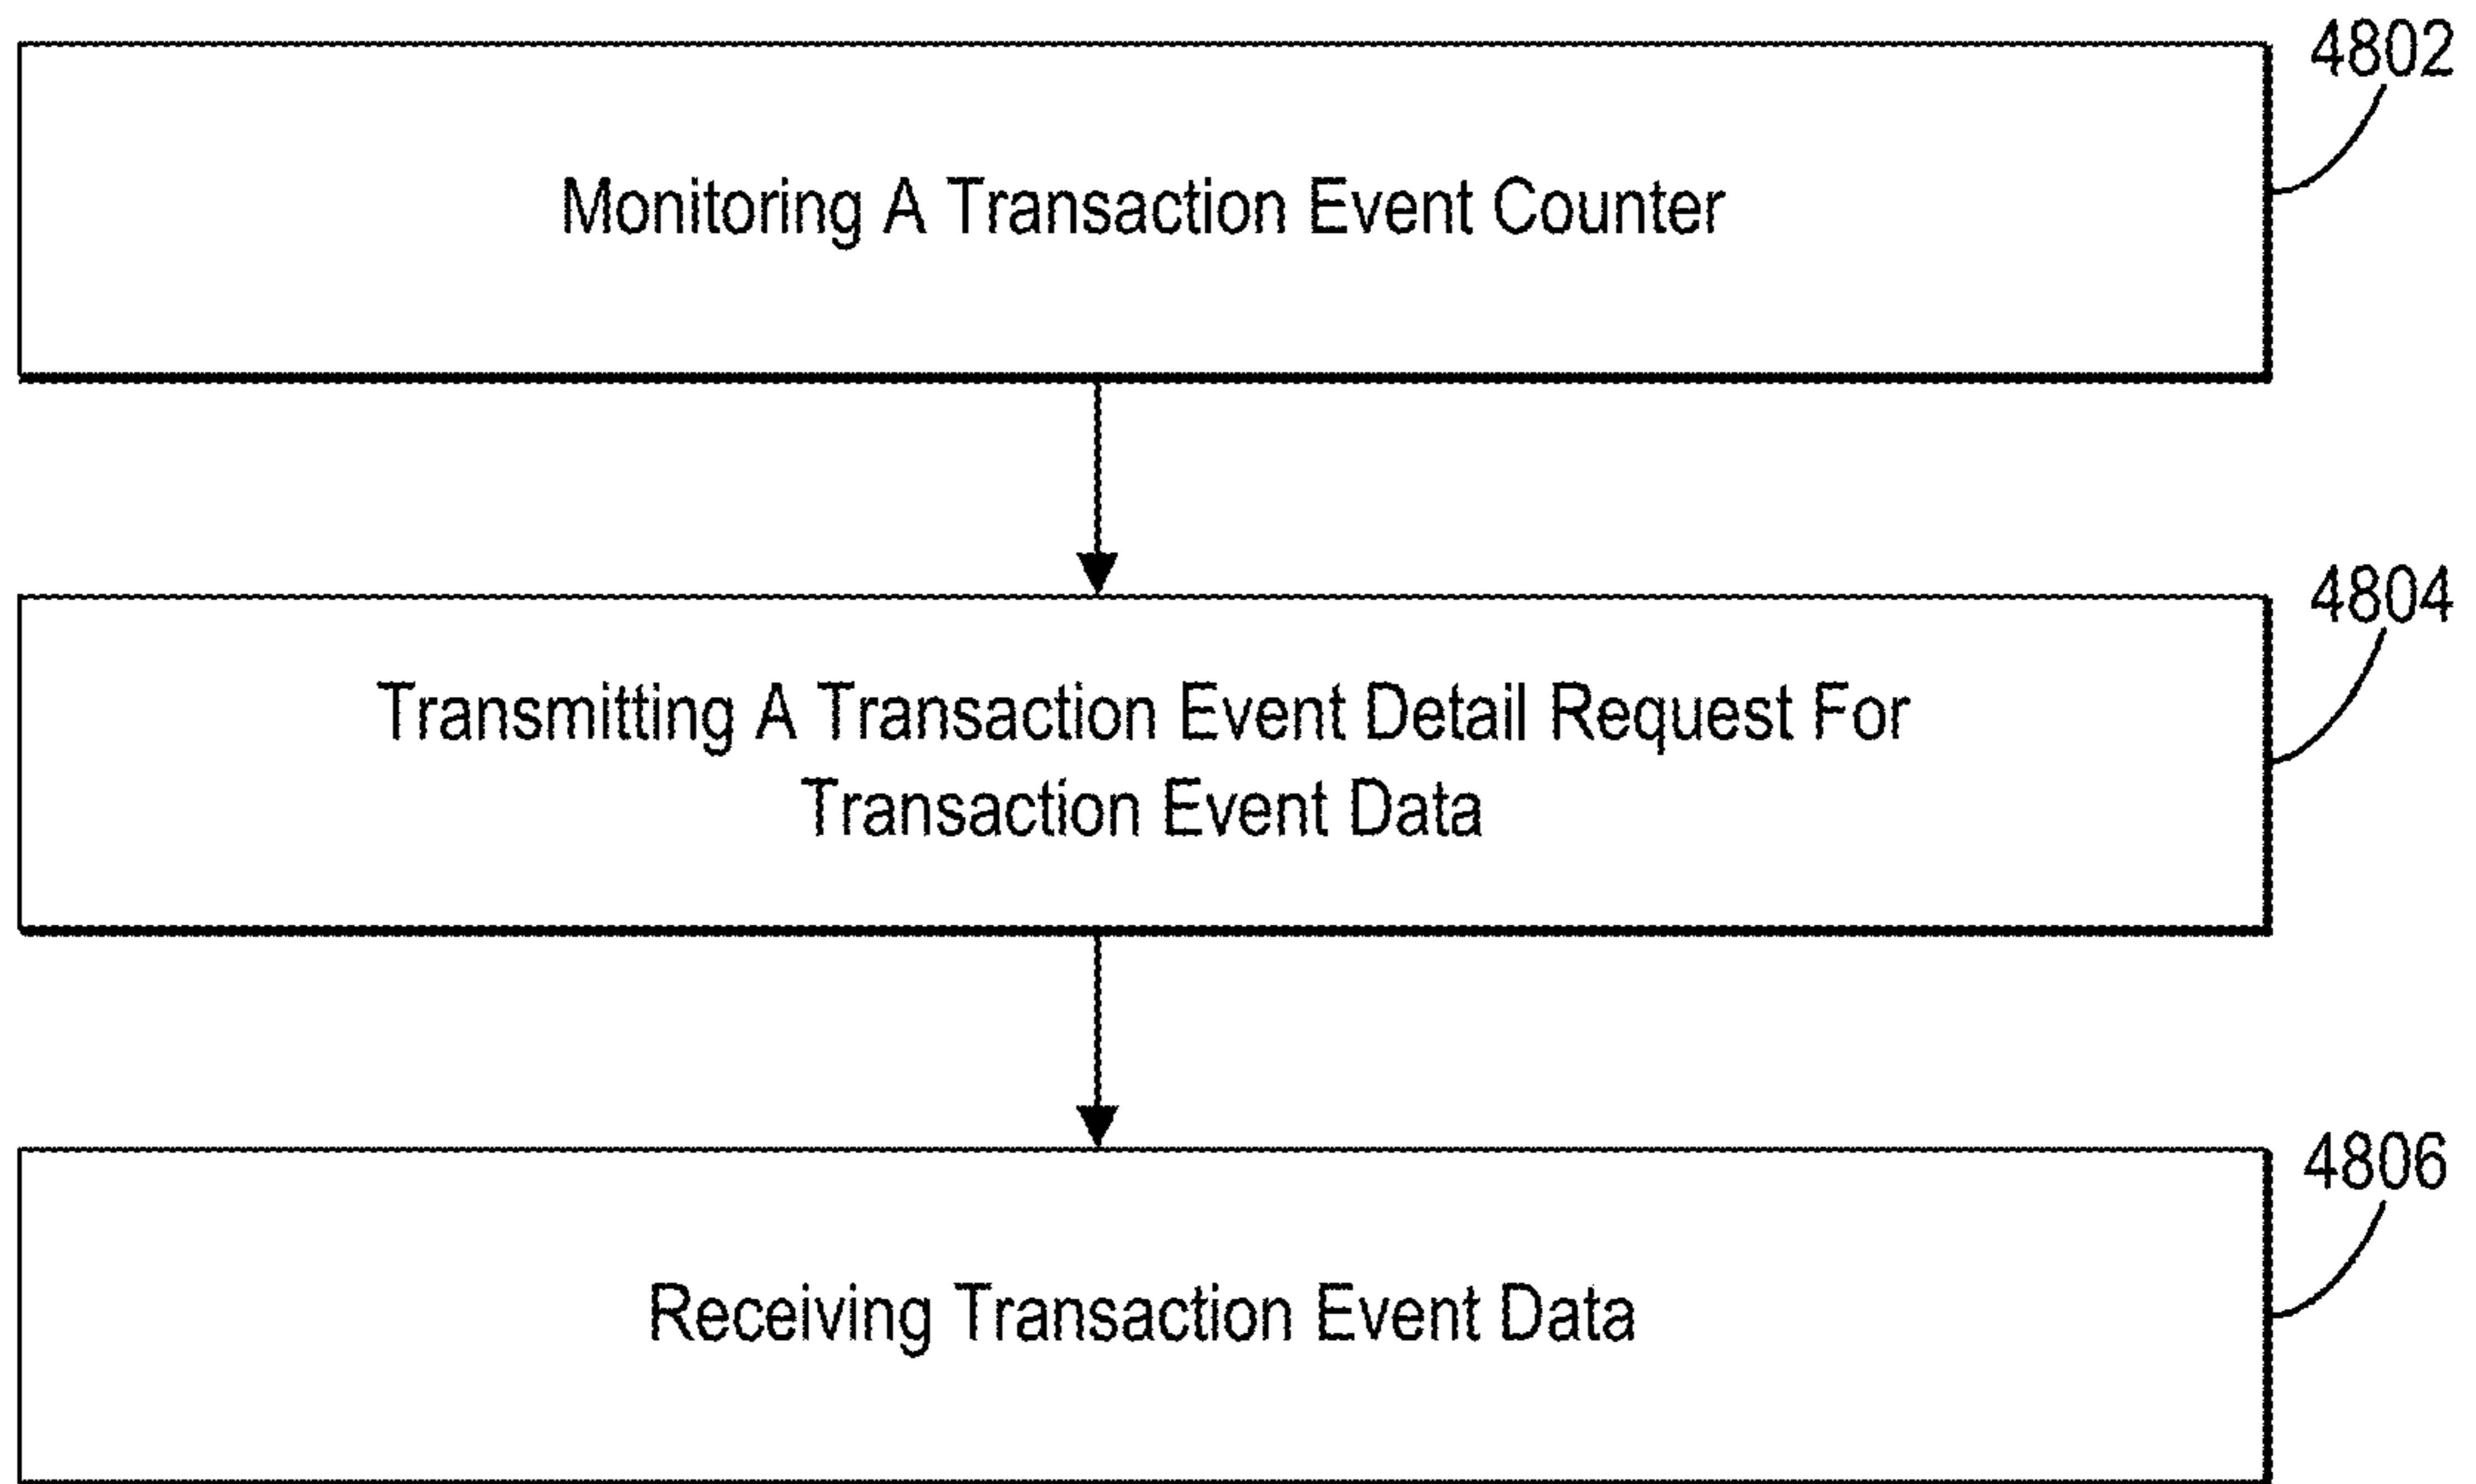 4802
Monitoring A Transaction Event Counter
4804
Transmitting A Transaction Event Detail Request For
Transaction Event Data
4806
Receiving Transaction Event Data